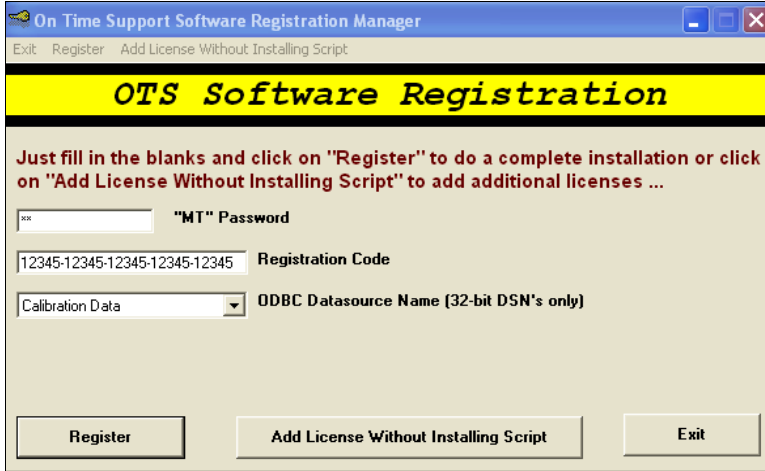 On Time Support Software Registration Manager
Exit Register Add License Without Installing Script
OTS Software Registration
Just fill in the blanks and click on "Register" to do a complete installation or click
on "Add License Without Installing Script" to add additional licenses ...
** "MT" Password
12345-12345-12345-12345-12345 Registration Code
Calibration Data ODBC Datasource Name (32-bit DSN's only)
Register Add License Without Installing Script Exit